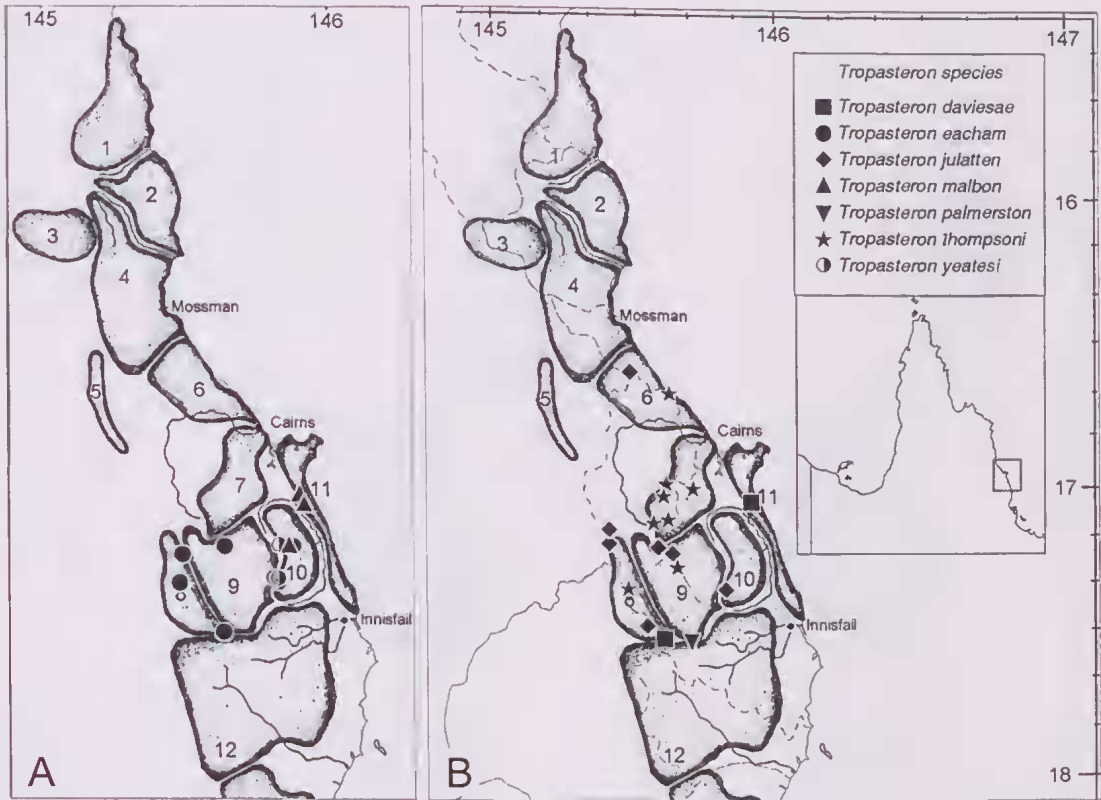 145
146
1
2
3
4
Mossman
5
6
Cairns
7
11
10
9
8
Innisfail
12
A
145
146
147
16
17
18
Tropasteron species
Tropasteron daviesae
Tropasteron eacham
Tropasteron julatten
Tropasteron malbon
Tropasteron palmerston
Tropasteron thompsoni
Tropasteron yeatesi
1
2
3
4
Mossman
5
6
Cairns
7
11
10
9
8
Innisfail
12
B